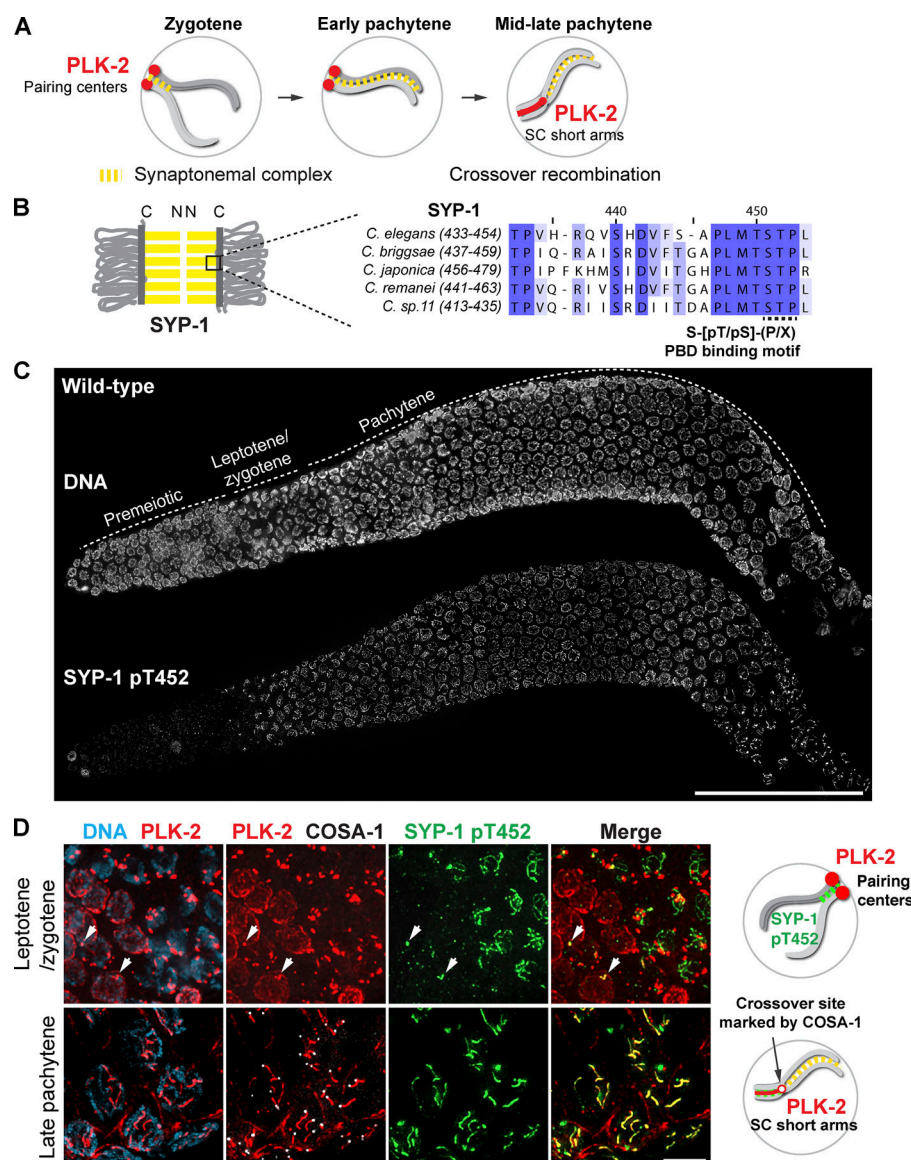 A
Zygotene
Early pachytene
Mid-late pachytene
PLK-2
Pairing centers
PLK-2
SC short arms
Synaptonemal complex
Crossover recombination
B
C N N C
SYP-1
SYP-1
440
450
C. elegans (433-454) T P V H - R Q V S H D V F S - A P L M T S T P L
C. briggsae (437-459) T P I Q - R A I S R D V F T G A P L M T S T P L
C. japonica (456-479) T P I P F K H M S I D V I T G H P L M T S T P R
C. remanei (441-463) T P V Q - R I V S H D V F T G A P L M T S T P L
C. sp.11 (413-435) T P V Q - R I I S R D I I T D A P L M T S T P L
S-[pT/pS]-(P/X)
PBD binding motif
C
Wild-type
DNA
Premeiotic
Leptotene/
zygotene
Pachytene
SYP-1 pT452
D
DNA PLK-2
PLK-2 COSA-1
SYP-1 pT452
Merge
Leptotene
/zygotene
Late pachytene
PLK-2
Pairing
centers
SYP-1
pT452
Crossover site
marked by COSA-1
PLK-2
SC short arms